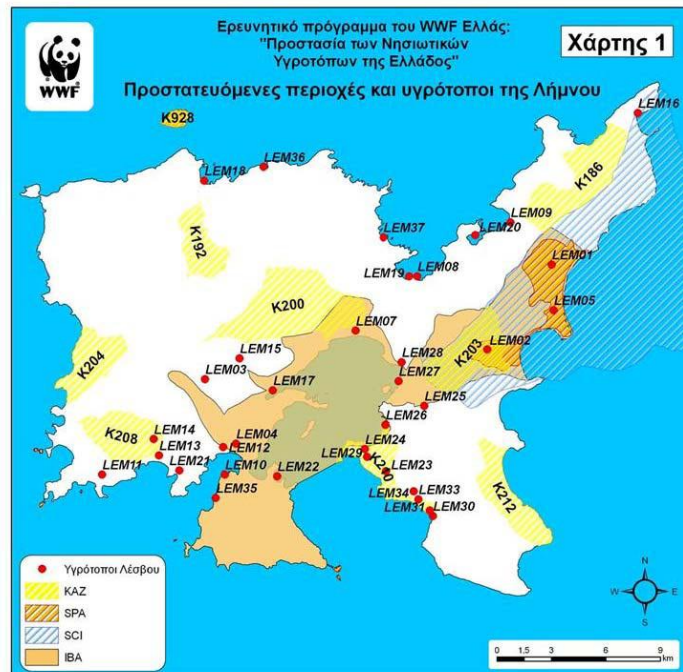 WWF
Ερευνητικό πρόγραμμα του WWF Ελλάς:
"Προστασία των Νησιωτικών
Υγροτόπων της Ελλάδος"
Χάρτης 1
Προστατευόμενες περιοχές και υγρότοποι της Λήμνου
K928
LEM16
LEM36
LEM18
K186
LEM09
LEM20
LEM37
K192
LEM19
LEM08
LEM01
K200
LEM05
LEM07
K204
LEM15
LEM28
K203
LEM02
LEM03
LEM17
LEM27
LEM25
LEM26
K208
LEM14
LEM04
LEM13
LEM12
LEM24
LEM29
K210
LEM11
LEM21
LEM10
LEM22
LEM23
K212
LEM35
LEM34
LEM33
LEM31
LEM30
Υγρότοποι Λέσβου
ΚΑΖ
SPA
SCI
IBA
N
W
E
S
0
1,5
3
6
9
km